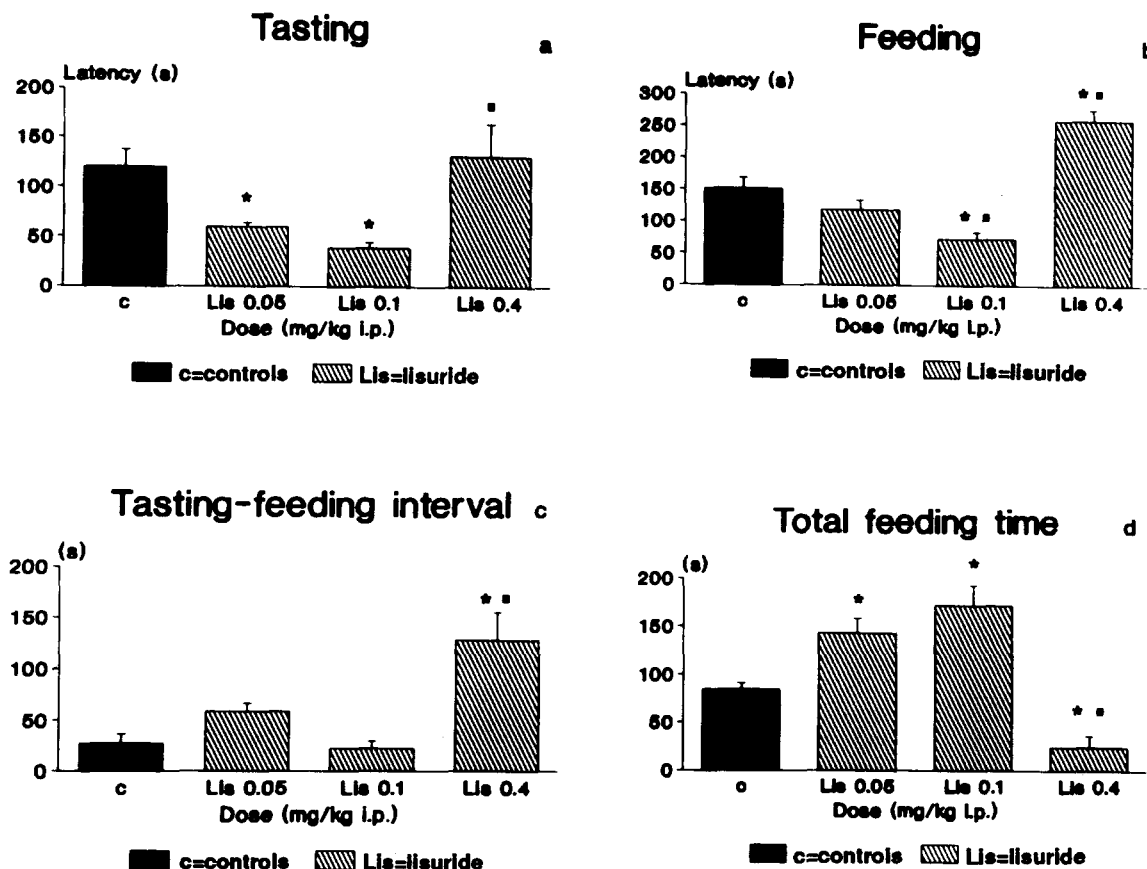 Tasting
a
Latency (s)
200
150
100
50
0
*
*
■
c Lis 0.05 Lis 0.1 Lis 0.4
Dose (mg/kg i.p.)
c=controls Lis=lisuride
Feeding
b
Latency (s)
300
250
200
150
100
50
0
* ■
* ■
c Lis 0.05 Lis 0.1 Lis 0.4
Dose (mg/kg i.p.)
c=controls Lis=lisuride
Tasting-feeding interval c
(s)
200
150
100
50
0
* ■
c Lis 0.05 Lis 0.1 Lis 0.4
Dose (mg/kg i.p.)
c=controls Lis=lisuride
Total feeding time d
(s)
200
150
100
50
0
*
*
* ■
c Lis 0.05 Lis 0.1 Lis 0.4
Dose (mg/kg i.p.)
c=controls Lis=lisuride